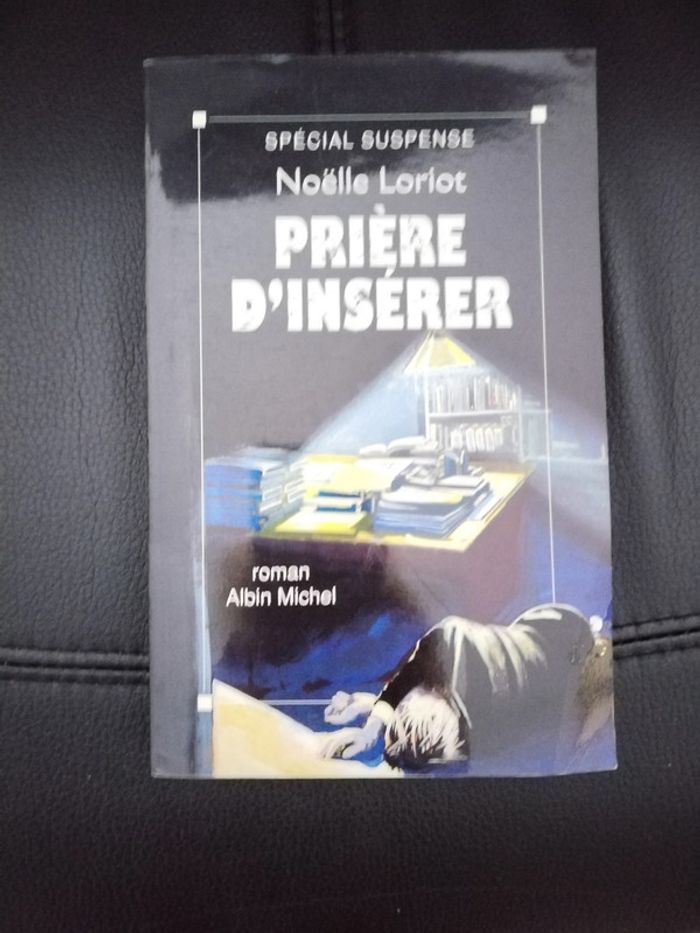 SPÉCIAL SUSPENSE
Noëlle Loriot
PRIÈRE
D'INSÉRER
roman
Albin Michel